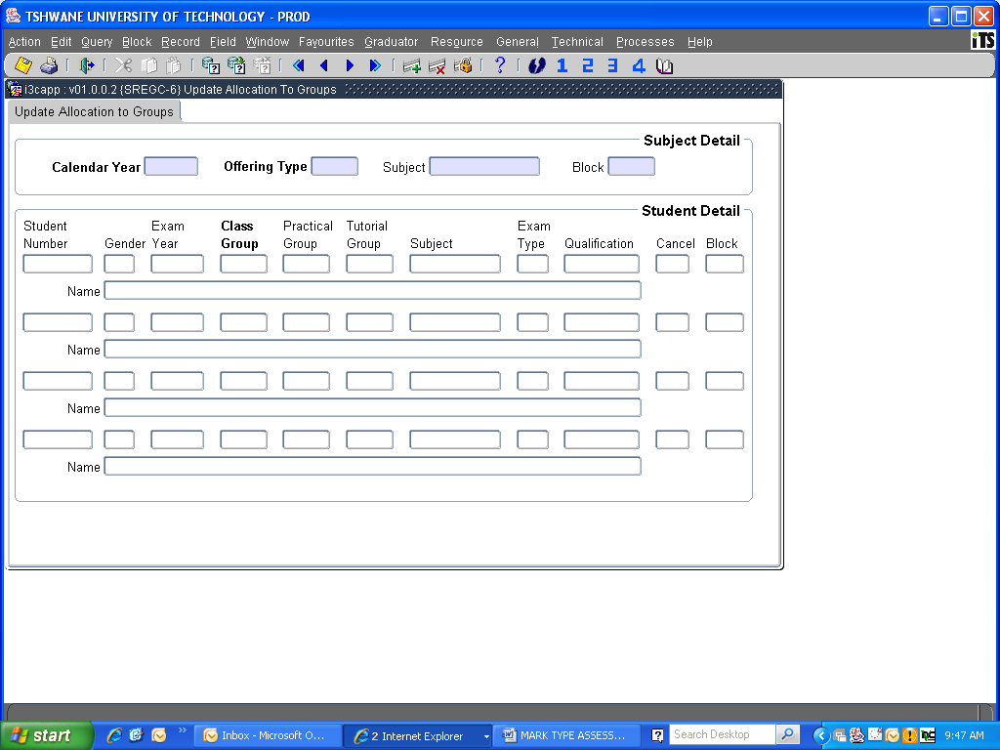 TSHWANE UNIVERSITY OF TECHNOLOGY - PROD
Action Edit Query Block Record Field Window Favourites Graduator Resource General Technical Processes Help
iTS
? 1 2 3 4
i3capp : v01.0.0.2 {SREGC-6} Update Allocation To Groups
Update Allocation to Groups
Subject Detail
Calendar Year Offering Type Subject Block
Student Detail
Student Exam Class Practical Tutorial Exam
Number Gender Year Group Group Group Subject Type Qualification Cancel Block
Name
Name
Name
Name
start Inbox - Microsoft O... 2 Internet Explorer MARK TYPE ASSESS... Search Desktop 9:47 AM